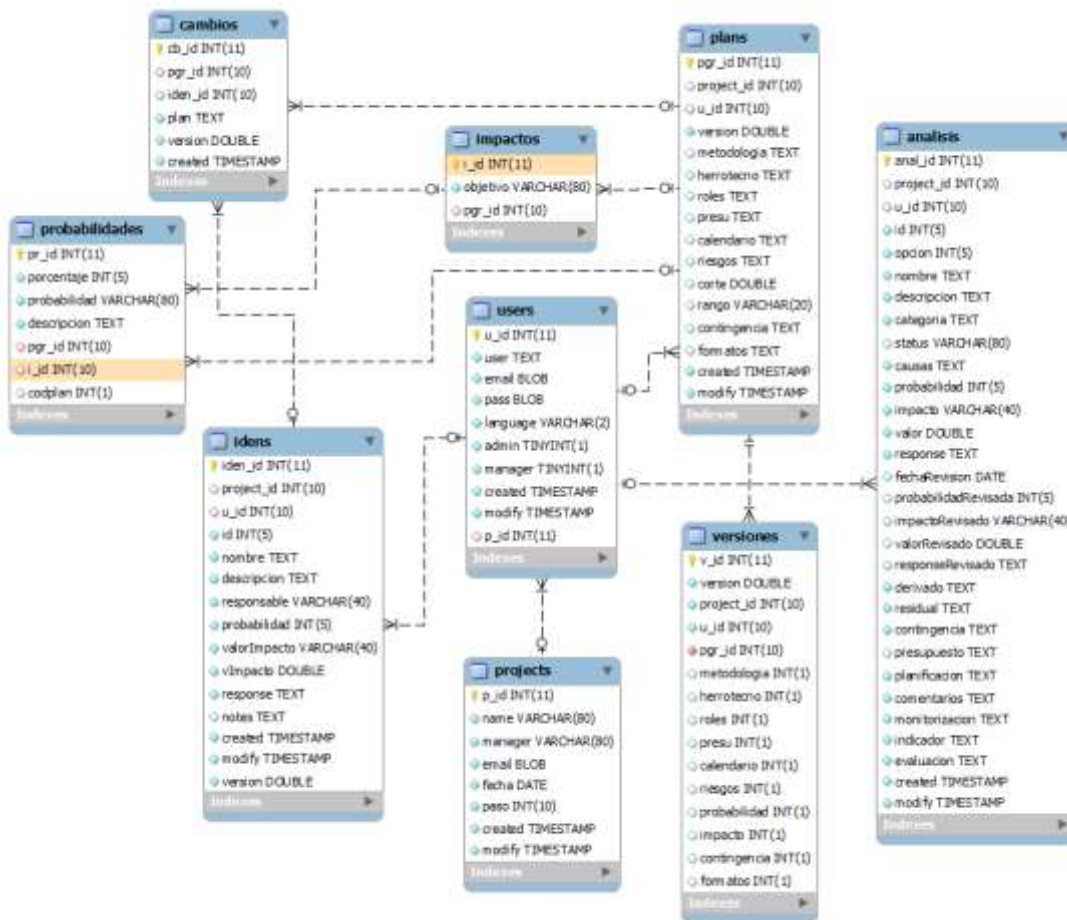 cambios
cb_id INT(11)
pgr_id INT(10)
iden_id INT(10)
plan TEXT
version DOUBLE
created TIMESTAMP
Indexes
probabilidades
pr_id INT(11)
porcentaje INT(5)
probabilidad VARCHAR(80)
descripcion TEXT
pgr_id INT(10)
i_id INT(10)
codplan INT(1)
Indexes
impactos
i_id INT(11)
objetivo VARCHAR(80)
pgr_id INT(10)
Indexes
idens
iden_id INT(11)
project_id INT(10)
u_id INT(10)
id INT(5)
nombre TEXT
descripcion TEXT
responsable VARCHAR(40)
probabilidad INT(5)
valorImpacto VARCHAR(40)
vImpacto DOUBLE
response TEXT
notes TEXT
created TIMESTAMP
modify TIMESTAMP
version DOUBLE
Indexes
users
u_id INT(11)
user TEXT
email BLOB
pass BLOB
language VARCHAR(2)
admin TINYINT(1)
manager TINYINT(1)
created TIMESTAMP
modify TIMESTAMP
p_id INT(11)
Indexes
projects
p_id INT(11)
name VARCHAR(80)
manager VARCHAR(80)
email BLOB
fecha DATE
paso INT(10)
created TIMESTAMP
modify TIMESTAMP
Indexes
plans
pgr_id INT(11)
project_id INT(10)
u_id INT(10)
version DOUBLE
metodologia TEXT
herrotecno TEXT
roles TEXT
presu TEXT
calendario TEXT
riesgos TEXT
corte DOUBLE
rango VARCHAR(20)
contingencia TEXT
formatos TEXT
created TIMESTAMP
modify TIMESTAMP
Indexes
versiones
v_id INT(11)
version DOUBLE
project_id INT(10)
u_id INT(10)
pgr_id INT(10)
metodologia INT(1)
herrotecno INT(1)
roles INT(1)
presu INT(1)
calendario INT(1)
riesgos INT(1)
probabilidad INT(1)
impacto INT(1)
contingencia INT(1)
formatos INT(1)
analisis
anal_id INT(11)
project_id INT(10)
u_id INT(10)
id INT(5)
opcion INT(5)
nombre TEXT
descripcion TEXT
categoria TEXT
status VARCHAR(80)
causas TEXT
probabilidad INT(5)
impacto VARCHAR(40)
valor DOUBLE
response TEXT
fechaRevision DATE
probabilidadRevisada INT(5)
impactoRevisado VARCHAR(40)
valorRevisado DOUBLE
responseRevisado TEXT
derivado TEXT
residual TEXT
contingencia TEXT
presupuesto TEXT
planificacion TEXT
comentarios TEXT
monitorizacion TEXT
indicador TEXT
evaluacion TEXT
created TIMESTAMP
modify TIMESTAMP
Indexes